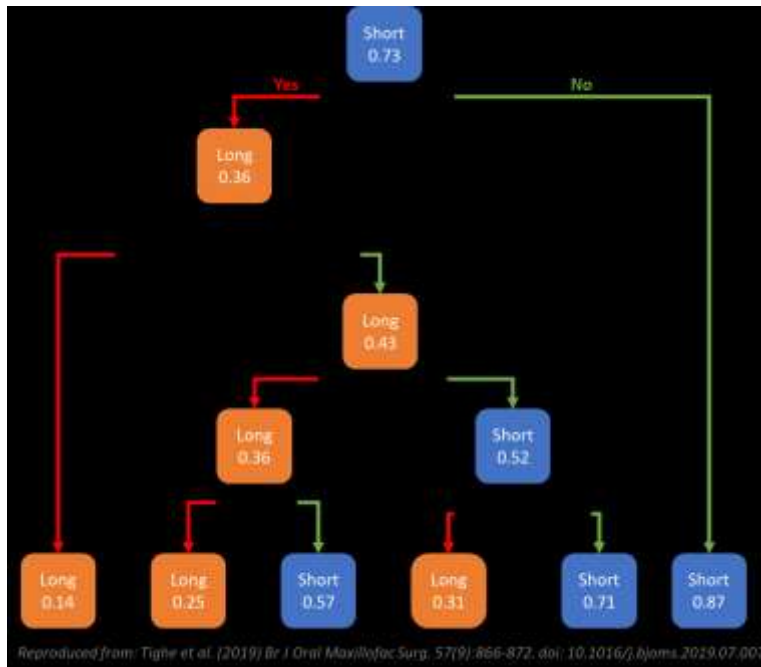 Short
0.73
Yes
No
Long
0.36
Long
0.43
Long
0.36
Short
0.52
Long
0.14
Long
0.25
Short
0.57
Long
0.31
Short
0.71
Short
0.87
Reproduced from: Tighe et al. (2019) Br J Oral Maxillofac Surg. 57(9):866-872. doi: 10.1016/j.bjoms.2019.07.007